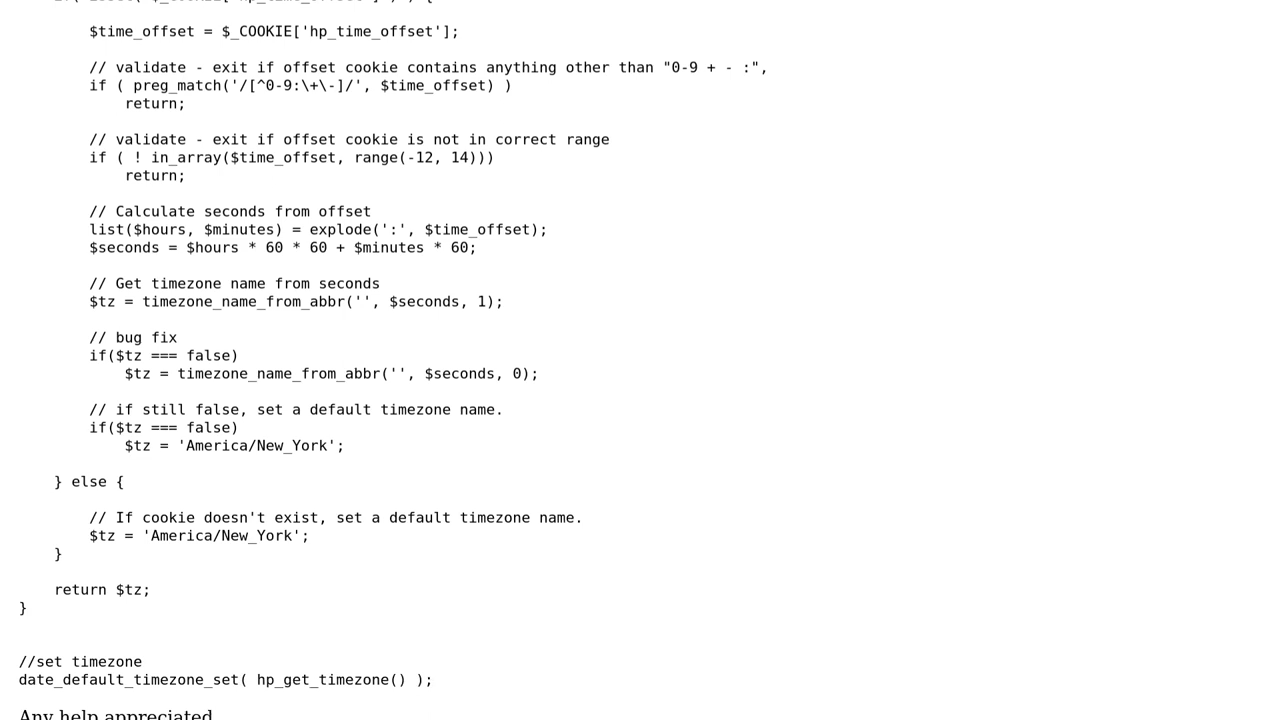 $time_offset = $_COOKIE['hp_time_offset'];
// validate - exit if offset cookie contains anything other than "0-9 + - :",
if ( preg_match('/[^0-9:\+\-]/', $time_offset) )
return;
// validate - exit if offset cookie is not in correct range
if ( ! in_array($time_offset, range(-12, 14)))
return;
// Calculate seconds from offset
list($hours, $minutes) = explode(':', $time_offset);
$seconds = $hours * 60 * 60 + $minutes * 60;
// Get timezone name from seconds
$tz = timezone_name_from_abbr('', $seconds, 1);
// bug fix
if($tz === false)
$tz = timezone_name_from_abbr('', $seconds, 0);
// if still false, set a default timezone name.
if($tz === false)
$tz = 'America/New_York';
} else {
// If cookie doesn't exist, set a default timezone name.
$tz = 'America/New_York';
}
return $tz;
}
//set timezone
date_default_timezone_set( hp_get_timezone() );
Any help appreciated